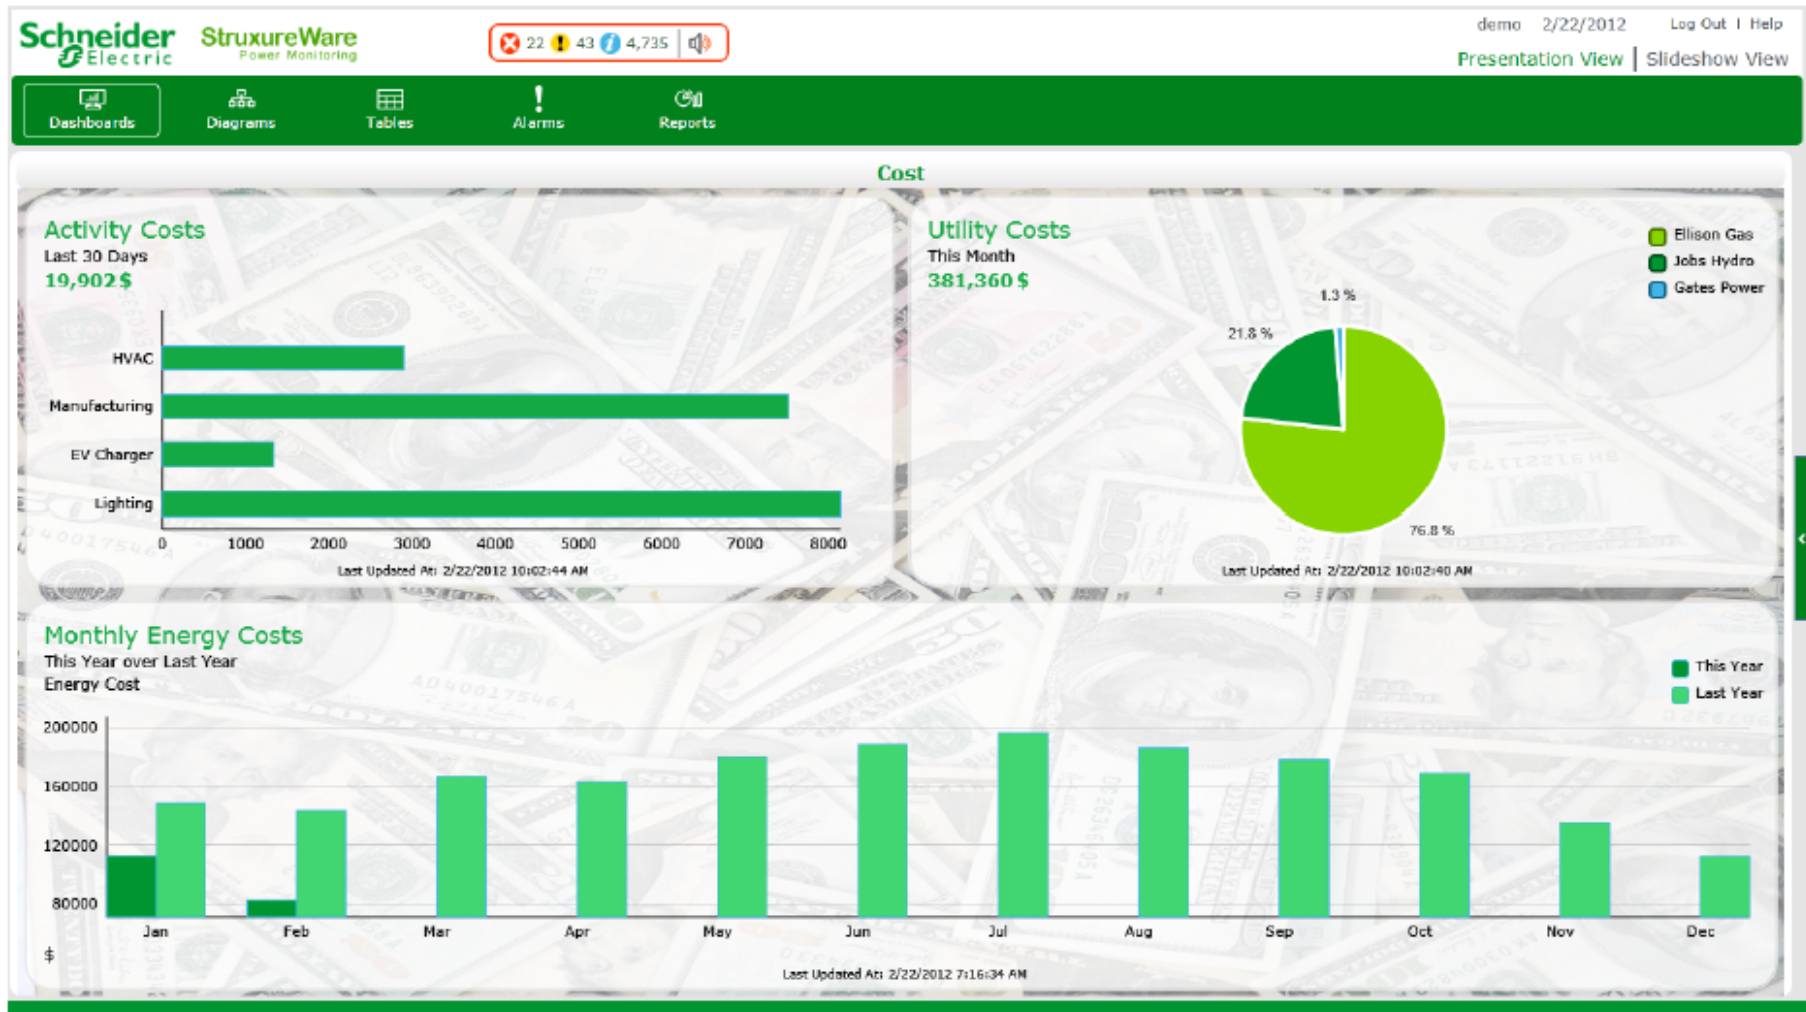 Schneider Electric
StruxureWare
Power Monitoring
22 43 4,735
demo 2/22/2012 Log Out | Help
Presentation View | Slideshow View
Dashboards Diagrams Tables Alarms Reports
Cost
Activity Costs
Last 30 Days
19,902 $
HVAC
Manufacturing
EV Charger
Lighting
0 1000 2000 3000 4000 5000 6000 7000 8000
Last Updated At: 2/22/2012 10:02:44 AM
Utility Costs
This Month
381,360 $
Ellison Gas
Jobs Hydro
Gates Power
1.3 %
21.8 %
76.8 %
Last Updated At: 2/22/2012 10:02:40 AM
Monthly Energy Costs
This Year over Last Year
Energy Cost
This Year
Last Year
200000
160000
120000
80000
Jan Feb Mar Apr May Jun Jul Aug Sep Oct Nov Dec
$
Last Updated At: 2/22/2012 7:16:34 AM